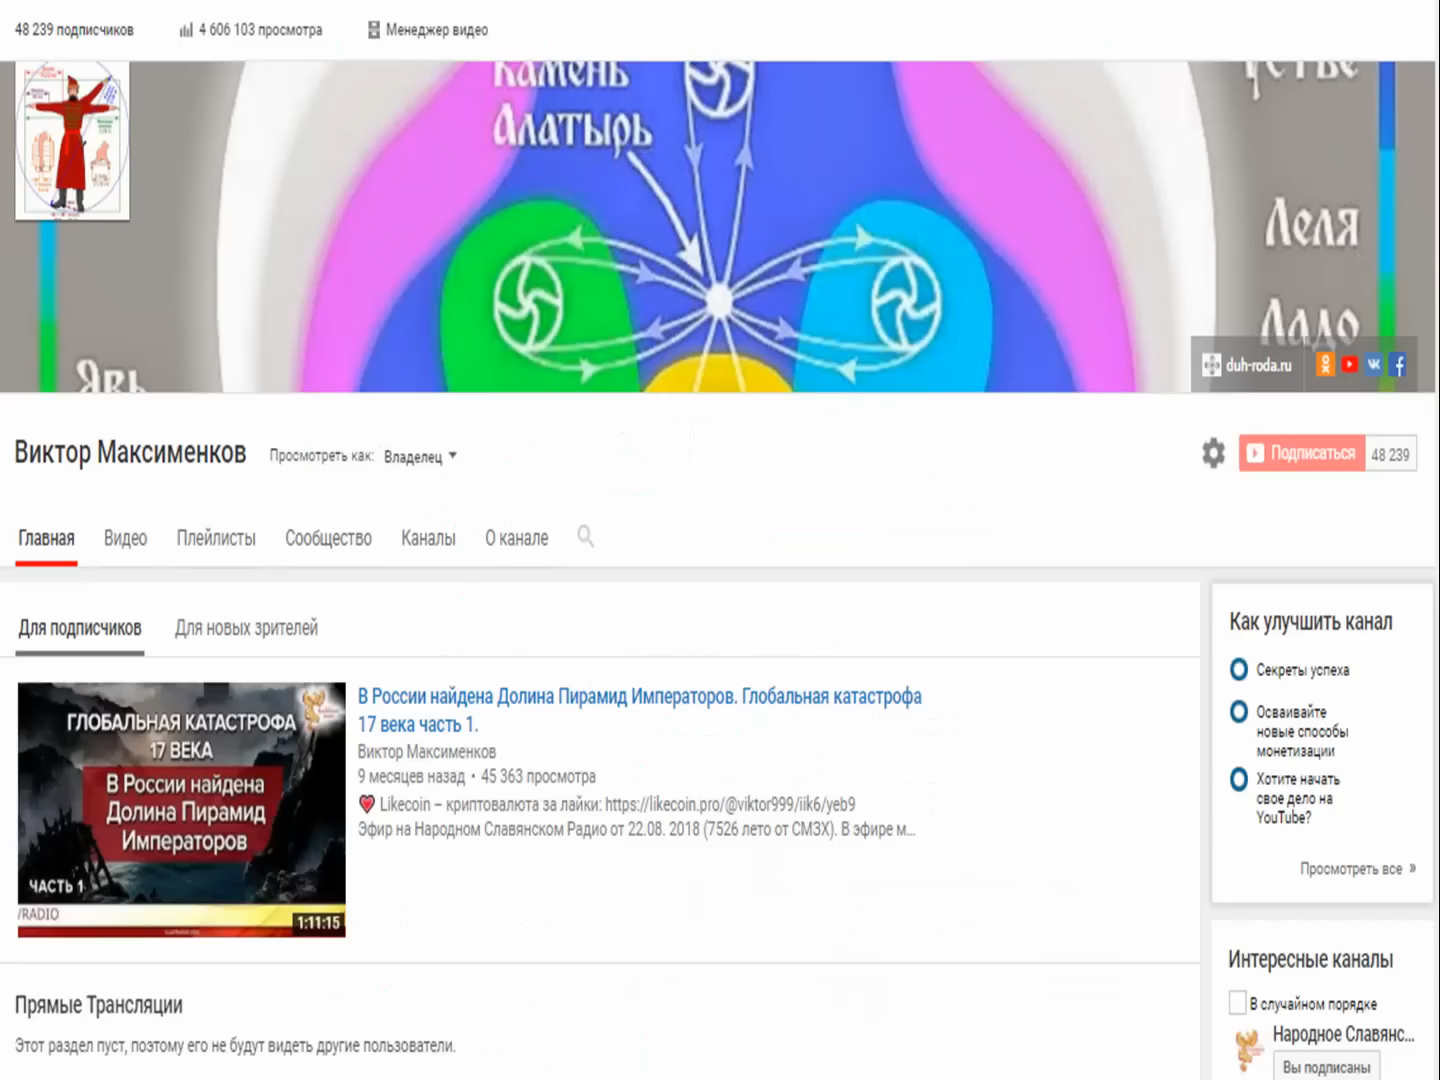 48 239 подписчиков
4 606 103 просмотра
Менеджер видео
Камень
Алатырь
Явь
Леля
Ладо
duh-roda.ru
Виктор Максименков
Просмотреть как: Владелец
Подписаться
48 239
Главная
Видео
Плейлисты
Сообщество
Каналы
О канале
Для подписчиков
Для новых зрителей
ГЛОБАЛЬНАЯ КАТАСТРОФА
17 ВЕКА
В России найдена
Долина Пирамид
Императоров
ЧАСТЬ 1
/RADIO
1:11:15
В России найдена Долина Пирамид Императоров. Глобальная катастрофа
17 века часть 1.
Виктор Максименков
9 месяцев назад • 45 363 просмотра
Likecoin – криптовалюта за лайки: https://likecoin.pro/@viktor999/iik6/yeb9
Эфир на Народном Славянском Радио от 22.08. 2018 (7526 лето от СМЗХ). В эфире м...
Прямые Трансляции
Этот раздел пуст, поэтому его не будут видеть другие пользователи.
Как улучшить канал
Секреты успеха
Осваивайте
новые способы
монетизации
Хотите начать
свое дело на
YouTube?
Просмотреть все »
Интересные каналы
В случайном порядке
Народное Славянс...
Вы подписаны